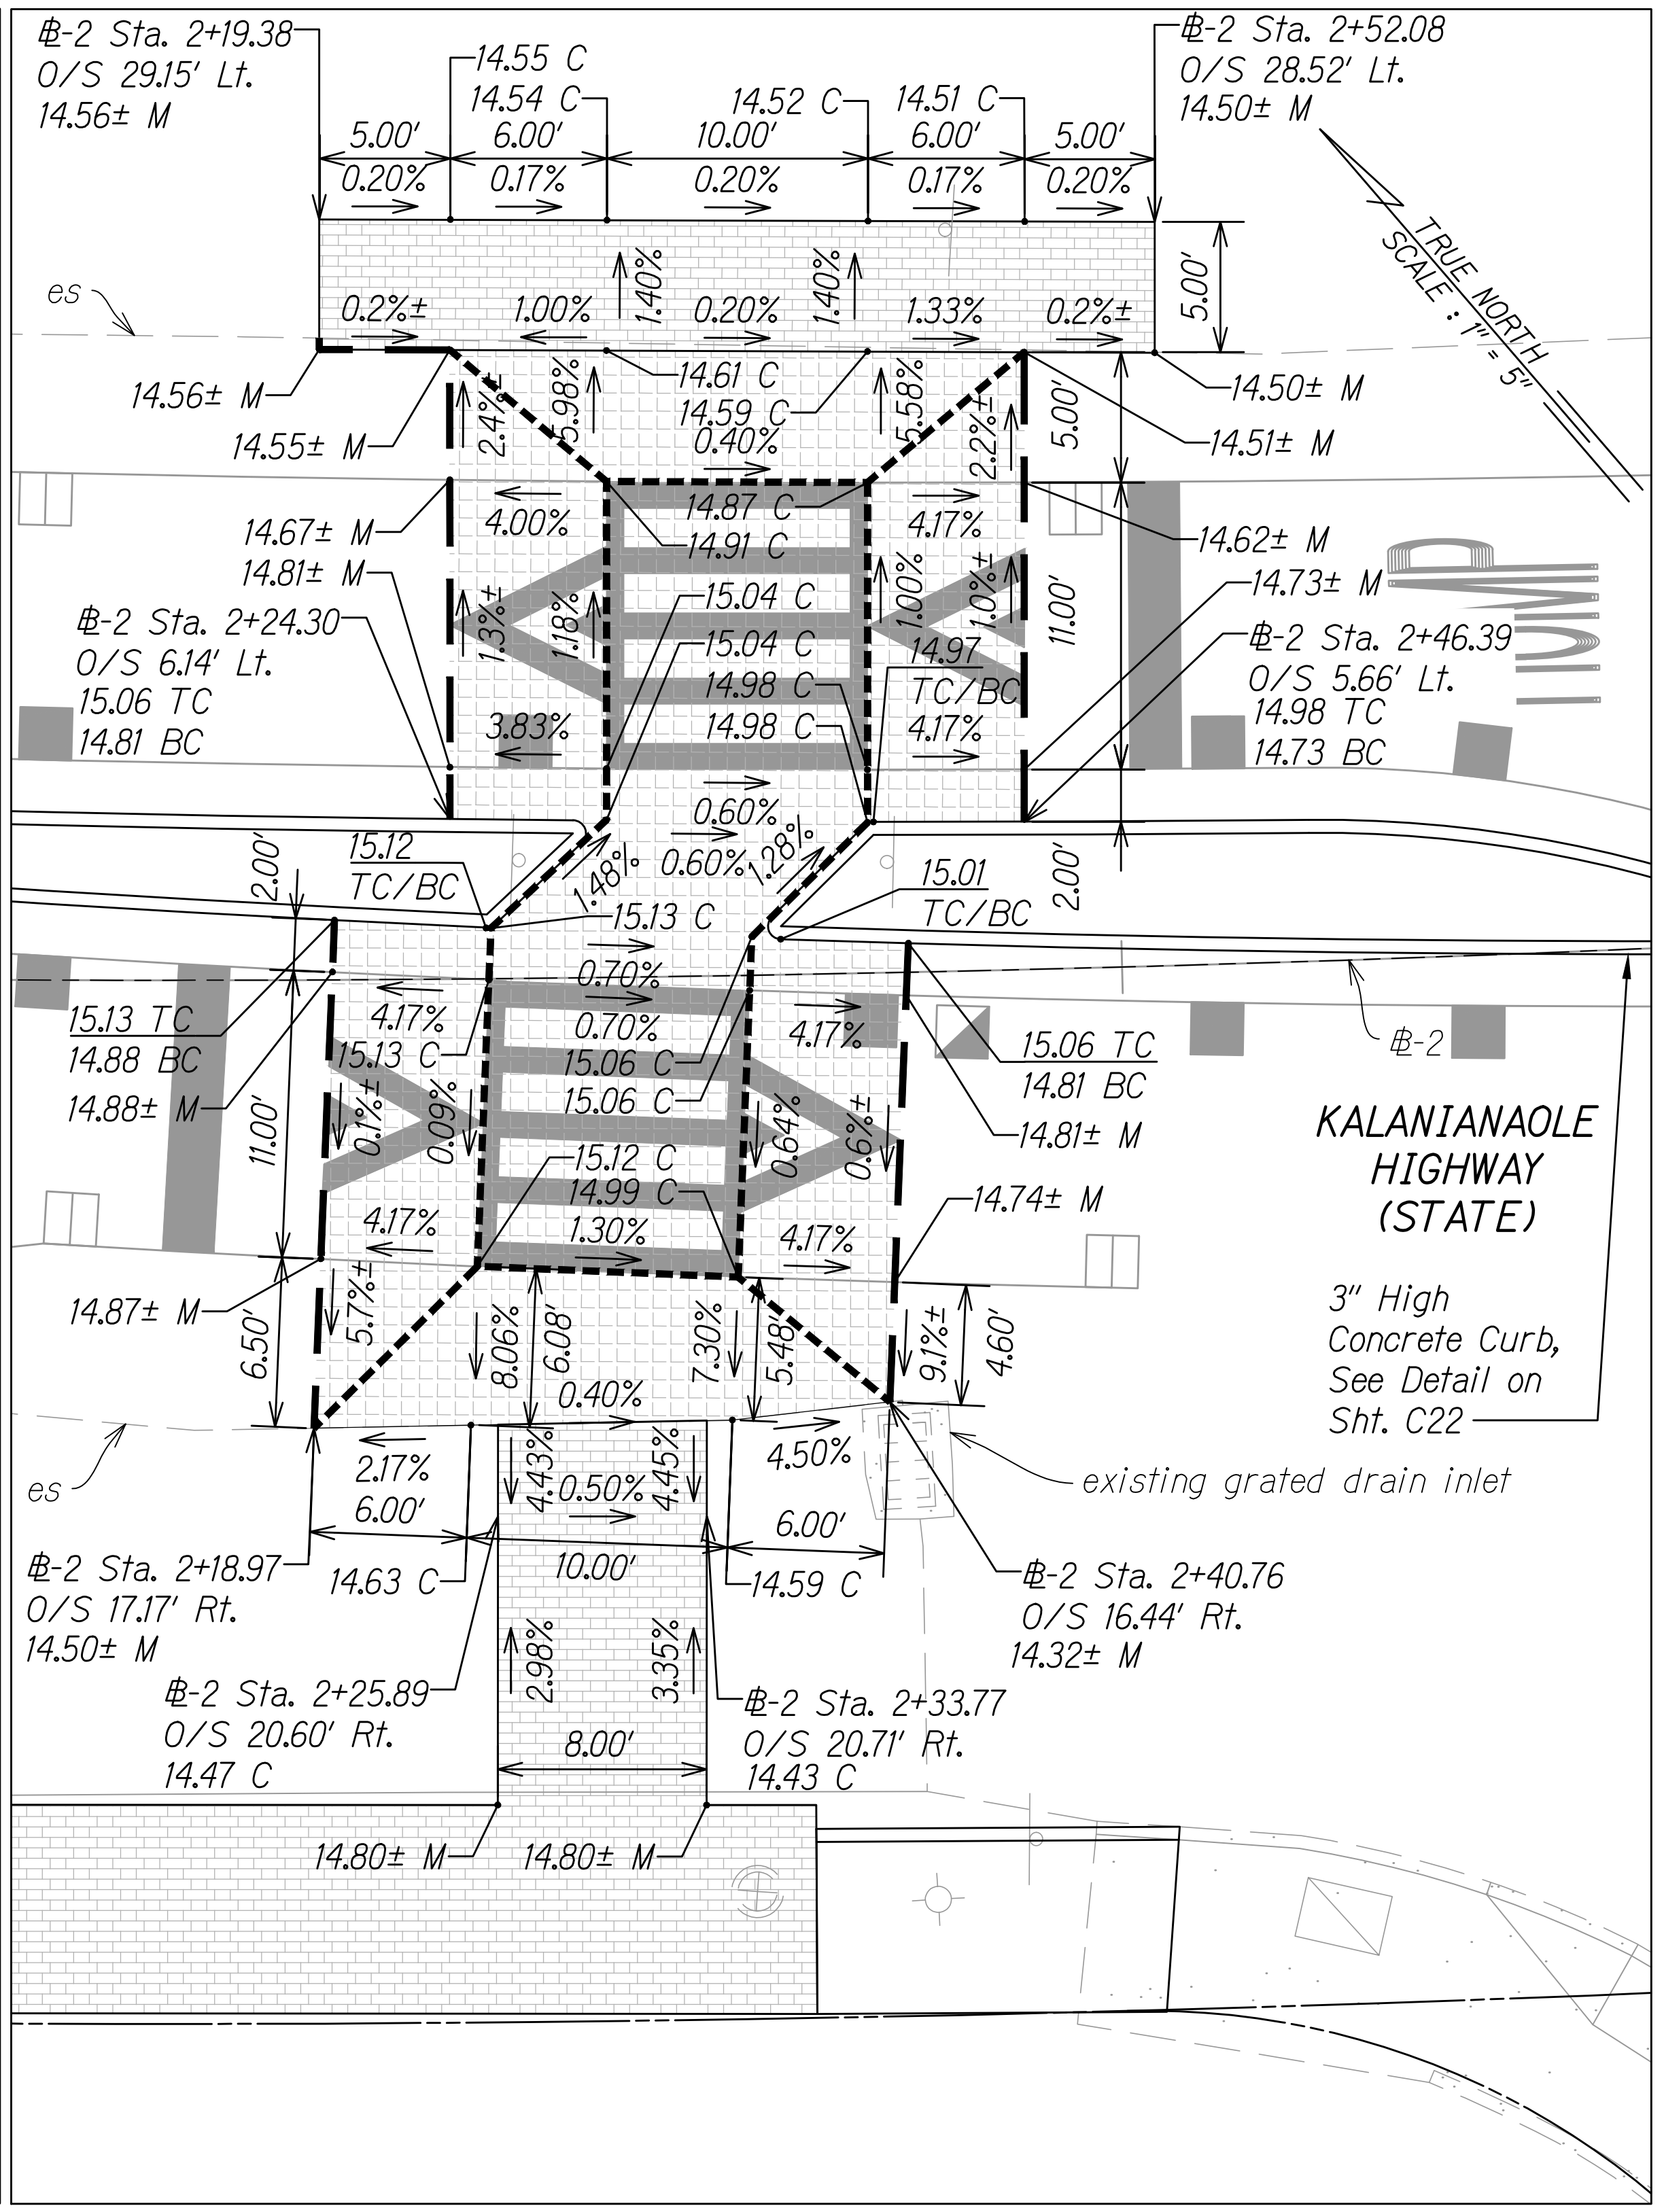 ℄-2 Sta. 2+19.38
O/S 29.15' Lt.
14.56± M
14.55 C
14.54 C
14.52 C
14.51 C
℄-2 Sta. 2+52.08
O/S 28.52' Lt.
14.50± M
5.00'
6.00'
10.00'
6.00'
5.00'
0.20%
0.17%
0.20%
0.17%
0.20%
TRUE NORTH
SCALE : 1" = 5"
es
0.2%±
1.00%
1.40%
0.20%
1.40%
1.33%
0.2%±
5.00'
14.56± M
14.55± M
2.4%±
5.98%
14.61 C
14.59 C
0.40%
5.58%
2.2%±
5.00'
14.50± M
14.51± M
14.67± M
14.81± M
4.00%
14.87 C
14.91 C
4.17%
14.62± M
14.73± M
℄-2 Sta. 2+24.30
O/S 6.14' Lt.
15.06 TC
14.81 BC
1.3%±
1.18%
15.04 C
15.04 C
14.98 C
14.98 C
1.00%
1.0%±
11.00'
14.97
TC/BC
℄-2 Sta. 2+46.39
O/S 5.66' Lt.
14.98 TC
14.73 BC
3.83%
4.17%
0.60%
0.60%
1.48%
1.28%
2.00'
15.12
TC/BC
15.01
TC/BC
2.00'
15.13 C
0.70%
0.70%
15.13 TC
14.88 BC
14.88± M
4.17%
15.13 C
4.17%
15.06 C
15.06 C
15.06 TC
14.81 BC
14.81± M
℄-2
11.00'
0.1%±
0.09%
0.64%
0.6%±
KALANIANAOLE
HIGHWAY
(STATE)
15.12 C
14.99 C
1.30%
14.74± M
4.17%
4.17%
14.87± M
6.50'
5.7%±
8.06%
6.08'
7.30%
5.48'
9.1%±
4.60'
3" High
Concrete Curb,
See Detail on
Sht. C22
0.40%
es
2.17%
6.00'
4.43%
0.50%
4.45%
4.50%
6.00'
existing grated drain inlet
10.00'
℄-2 Sta. 2+18.97
O/S 17.17' Rt.
14.50± M
14.63 C
14.59 C
℄-2 Sta. 2+40.76
O/S 16.44' Rt.
14.32± M
2.98%
3.35%
℄-2 Sta. 2+25.89
O/S 20.60' Rt.
14.47 C
℄-2 Sta. 2+33.77
O/S 20.71' Rt.
14.43 C
8.00'
14.80± M
14.80± M